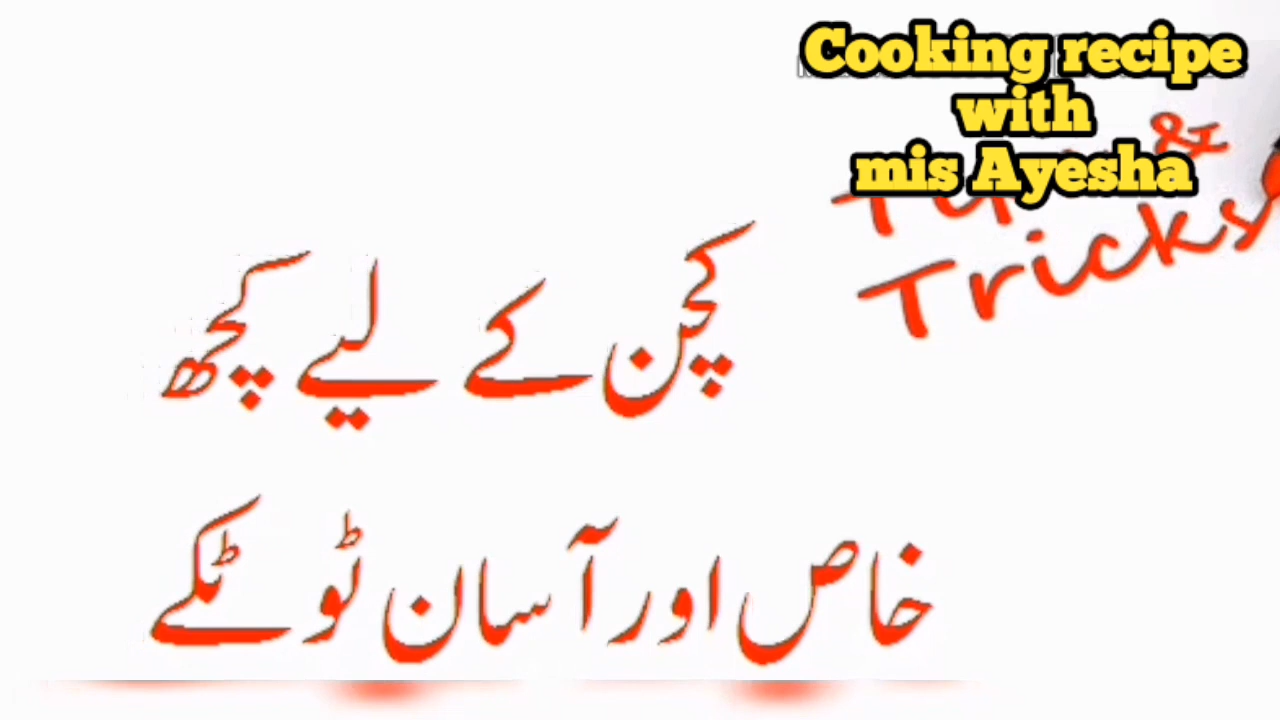 Cooking recipe
with
mis Ayesha
&
Tricks
کچن کے لیے کچھ
خاص اور آسان ٹوٹکے